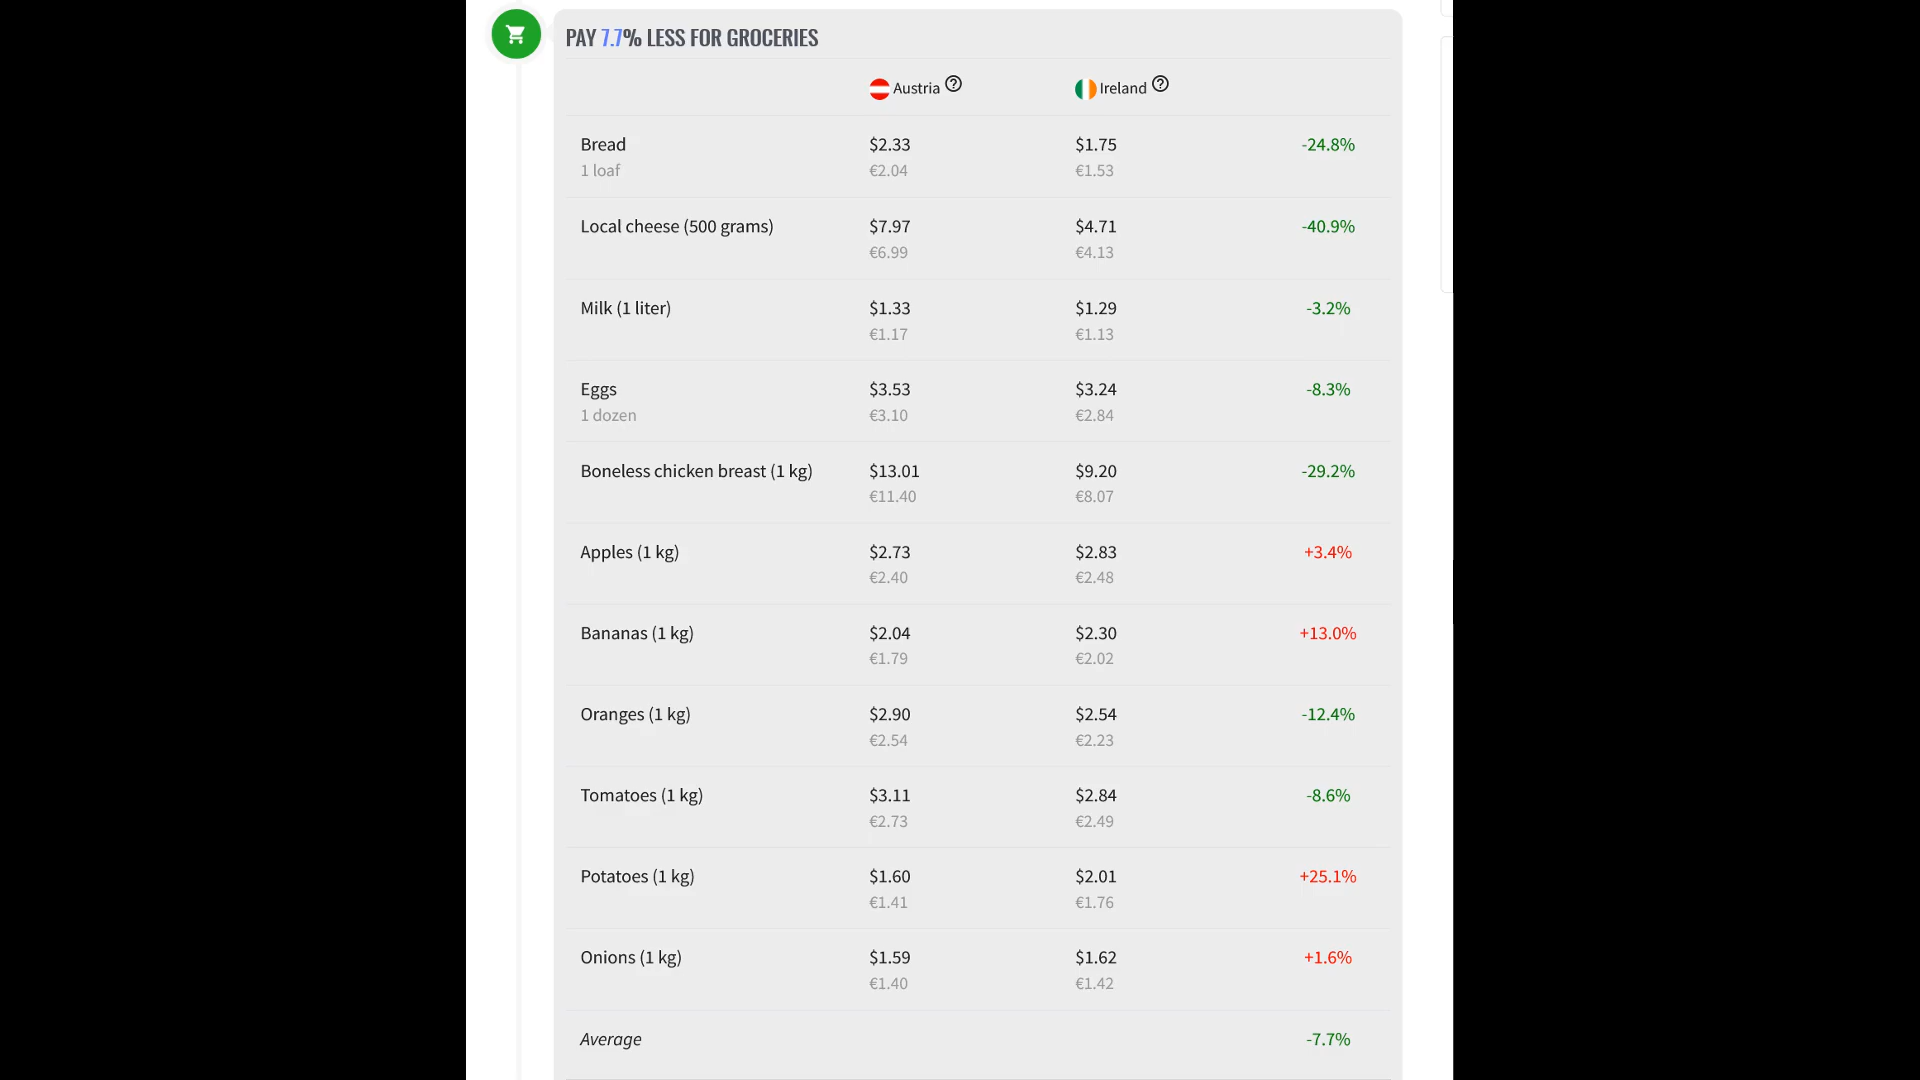 PAY 7.7% LESS FOR GROCERIES
Austria Ireland
Bread $2.33 $1.75 -24.8%
1 loaf €2.04 €1.53
Local cheese (500 grams) $7.97 $4.71 -40.9%
€6.99 €4.13
Milk (1 liter) $1.33 $1.29 -3.2%
€1.17 €1.13
Eggs $3.53 $3.24 -8.3%
1 dozen €3.10 €2.84
Boneless chicken breast (1 kg) $13.01 $9.20 -29.2%
€11.40 €8.07
Apples (1 kg) $2.73 $2.83 +3.4%
€2.40 €2.48
Bananas (1 kg) $2.04 $2.30 +13.0%
€1.79 €2.02
Oranges (1 kg) $2.90 $2.54 -12.4%
€2.54 €2.23
Tomatoes (1 kg) $3.11 $2.84 -8.6%
€2.73 €2.49
Potatoes (1 kg) $1.60 $2.01 +25.1%
€1.41 €1.76
Onions (1 kg) $1.59 $1.62 +1.6%
€1.40 €1.42
Average -7.7%